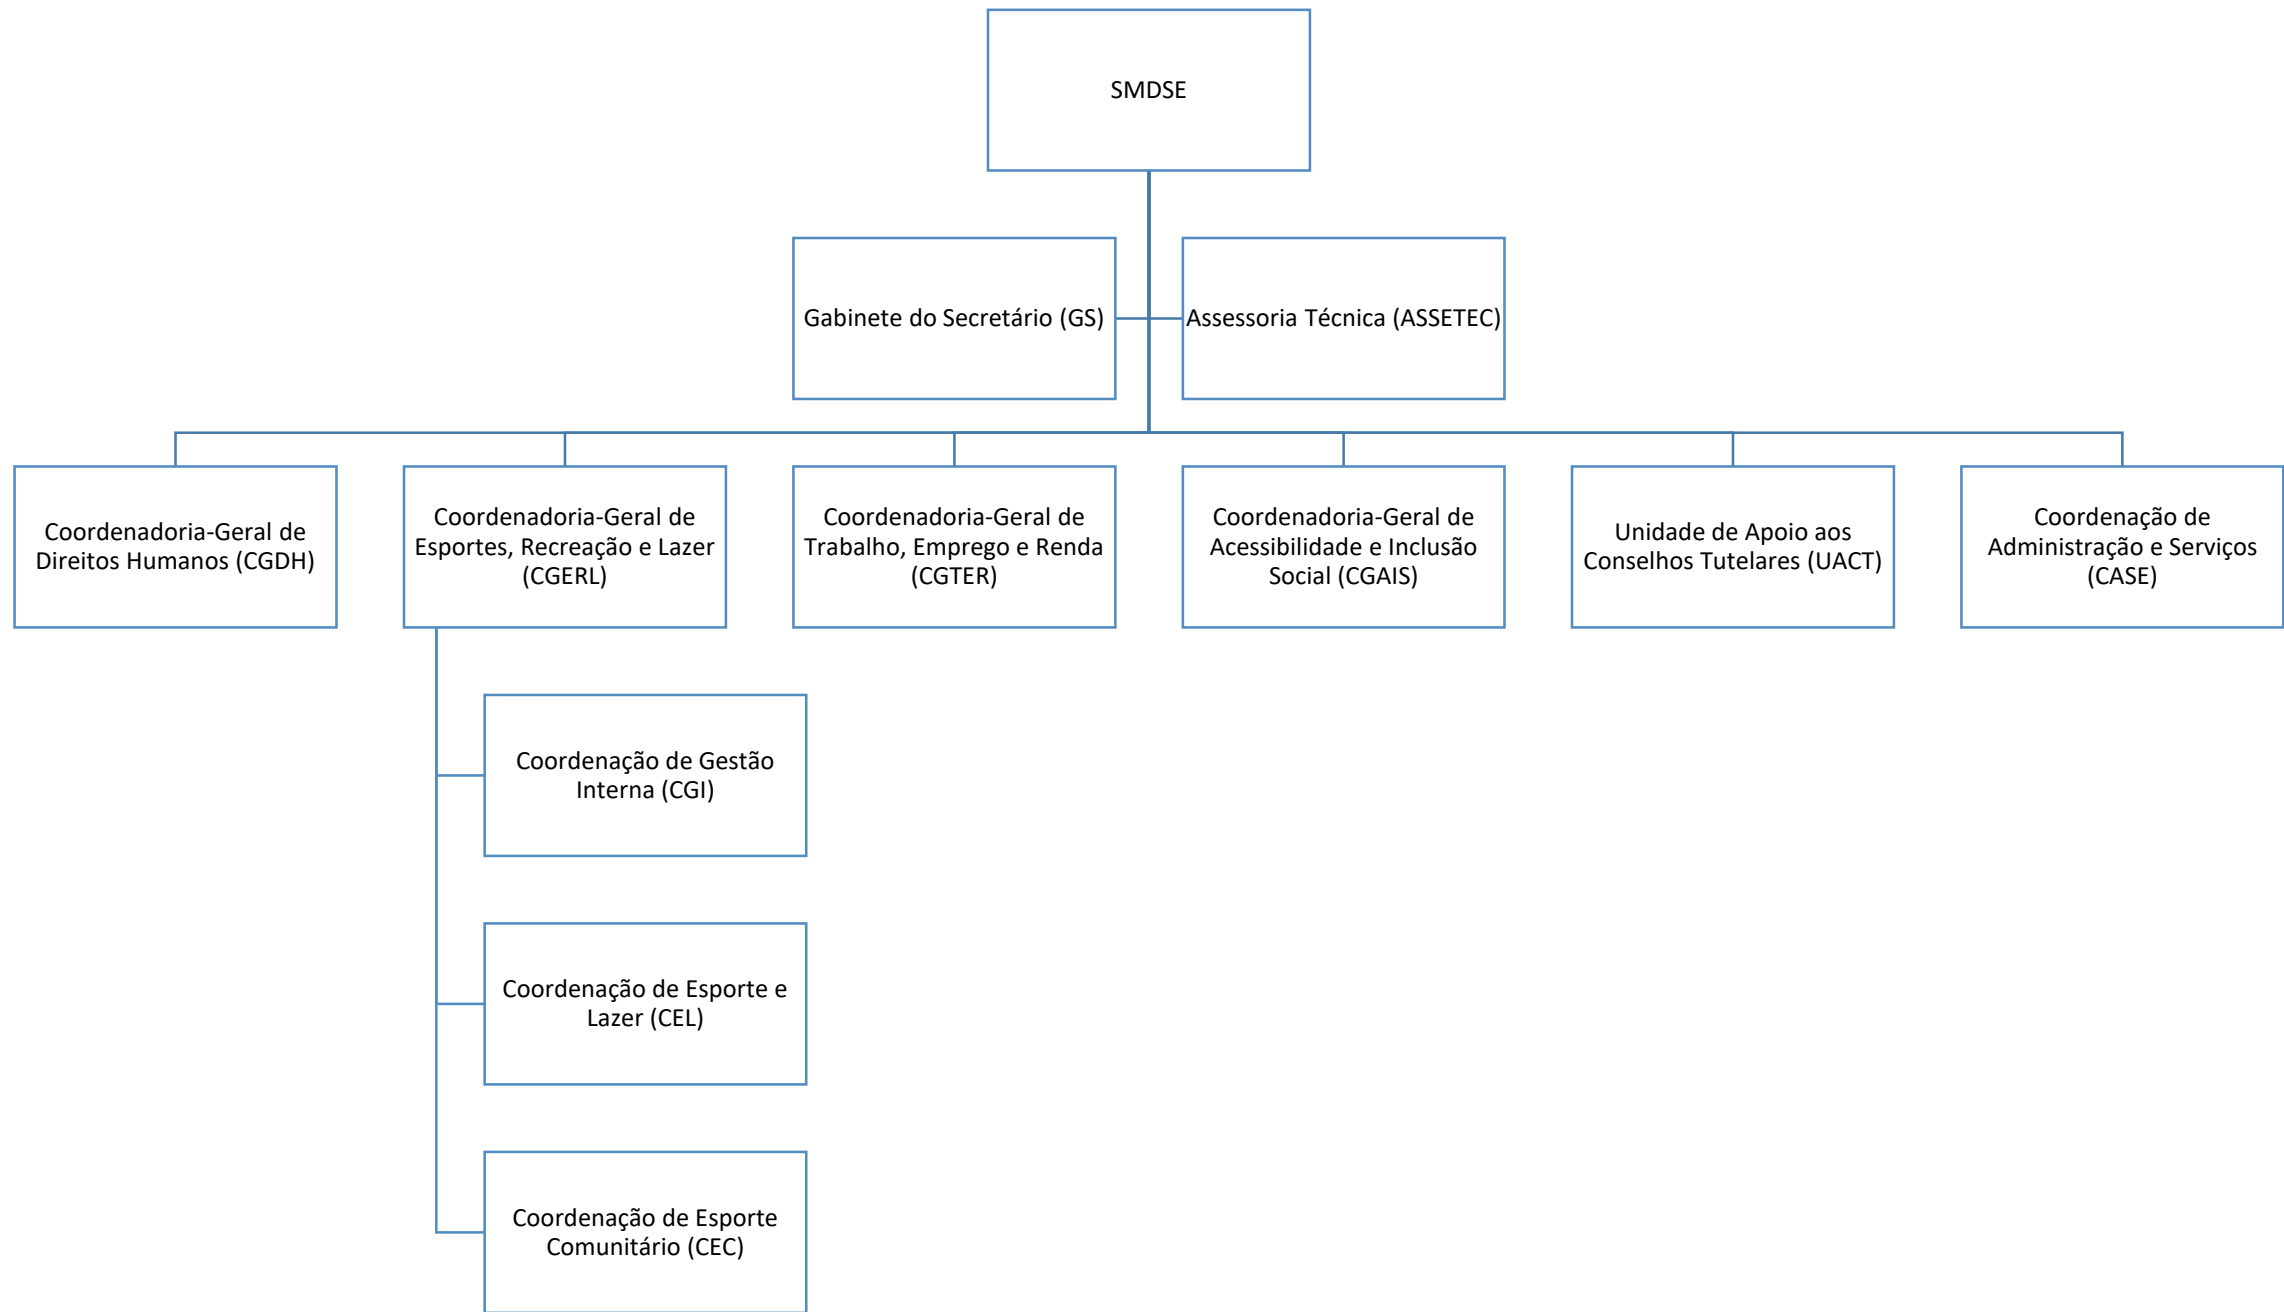 SMDSE
Gabinete do Secretário (GS)
Assessoria Técnica (ASSETEC)
Coordenadoria-Geral de
Direitos Humanos (CGDH)
Coordenadoria-Geral de
Esportes, Recreação e Lazer
(CGERL)
Coordenadoria-Geral de
Trabalho, Emprego e Renda
(CGTER)
Coordenadoria-Geral de
Acessibilidade e Inclusão
Social (CGAIS)
Unidade de Apoio aos
Conselhos Tutelares (UACT)
Coordenação de
Administração e Serviços
(CASE)
Coordenação de Gestão
Interna (CGI)
Coordenação de Esporte e
Lazer (CEL)
Coordenação de Esporte
Comunitário (CEC)